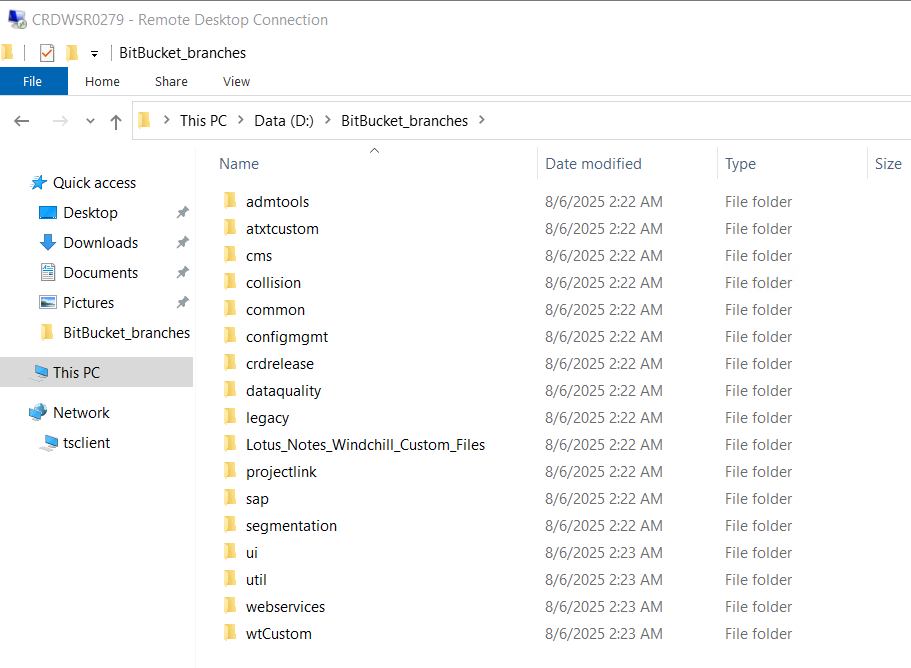 CRDWSR0279 - Remote Desktop Connection
BitBucket_branches
File Home Share View
This PC Data (D:) BitBucket_branches
Name Date modified Type Size
Quick access
Desktop
Downloads
Documents
Pictures
BitBucket_branches
This PC
Network
tsclient
admtools 8/6/2025 2:22 AM File folder
atxtcustom 8/6/2025 2:22 AM File folder
cms 8/6/2025 2:22 AM File folder
collision 8/6/2025 2:22 AM File folder
common 8/6/2025 2:22 AM File folder
configmgmt 8/6/2025 2:22 AM File folder
crdrelease 8/6/2025 2:22 AM File folder
dataquality 8/6/2025 2:22 AM File folder
legacy 8/6/2025 2:22 AM File folder
Lotus_Notes_Windchill_Custom_Files 8/6/2025 2:22 AM File folder
projectlink 8/6/2025 2:22 AM File folder
sap 8/6/2025 2:22 AM File folder
segmentation 8/6/2025 2:22 AM File folder
ui 8/6/2025 2:23 AM File folder
util 8/6/2025 2:23 AM File folder
webservices 8/6/2025 2:23 AM File folder
wtCustom 8/6/2025 2:23 AM File folder